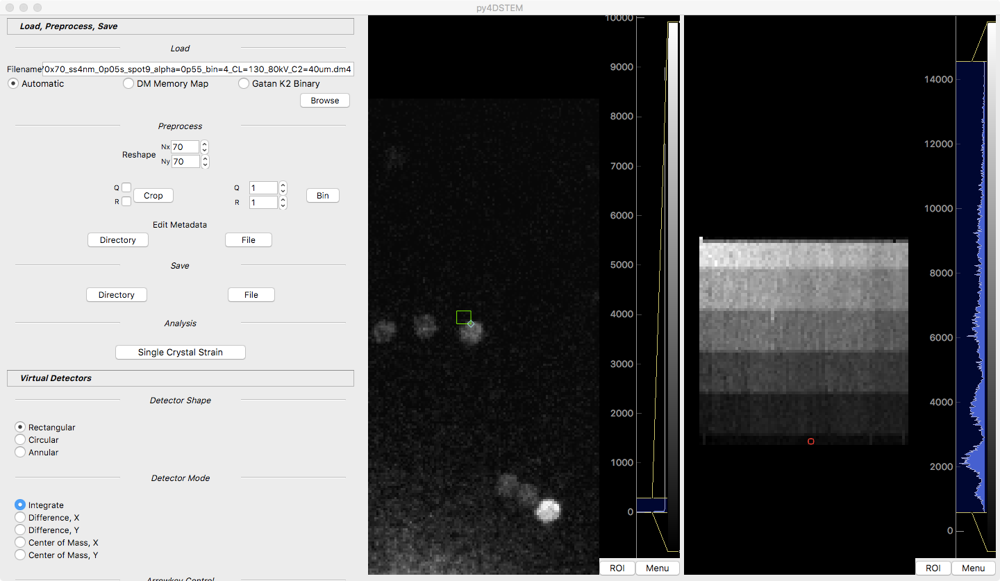 py4DSTEM
Load, Preprocess, Save
Load
Filename 0x70_ss4nm_0p05s_spot9_alpha=0p55_bin=4_CL=130_80kV_C2=40um.dm4
Automatic DM Memory Map Gatan K2 Binary
Browse
Preprocess
Reshape
Nx 70
Ny 70
Q
R
Crop
Q 1
R 1
Bin
Edit Metadata
Directory File
Save
Directory File
Analysis
Single Crystal Strain
Virtual Detectors
Detector Shape
Rectangular
Circular
Annular
Detector Mode
Integrate
Difference, X
Difference, Y
Center of Mass, X
Center of Mass, Y
Arrowkey Control
10000
9000
8000
7000
6000
5000
4000
3000
2000
1000
0
ROI Menu
14000
12000
10000
8000
6000
4000
2000
0
ROI Menu